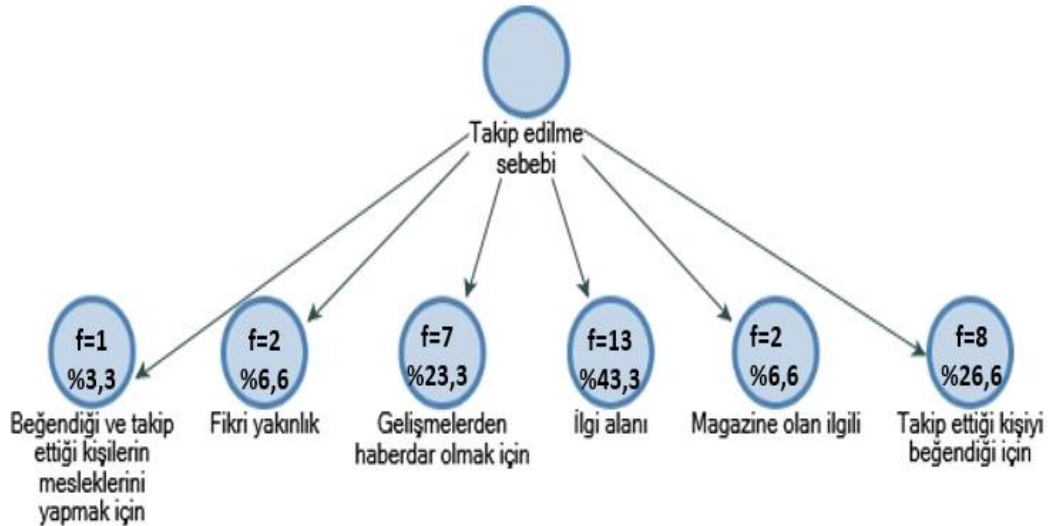 Takip edilme
sebebi
f=1
%3,3
Beğendiği ve takip
ettiği kişilerin
mesleklerini
yapmak için
f=2
%6,6
Fikri yakınlık
f=7
%23,3
Gelişmelerden
haberdar olmak için
f=13
%43,3
İlgi alanı
f=2
%6,6
Magazine olan ilgili
f=8
%26,6
Takip ettiği kişiyi
beğendiği için